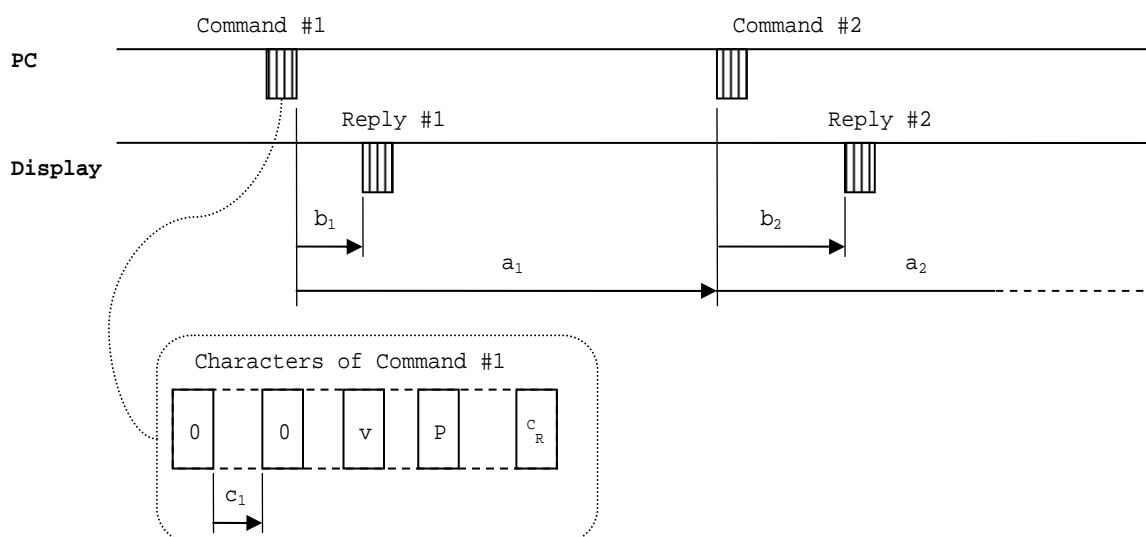 Command #1 Command #2
PC
Reply #1 Reply #2
Display
b1 b2
a1 a2
Characters of Command #1
0 0 v P CR
c1